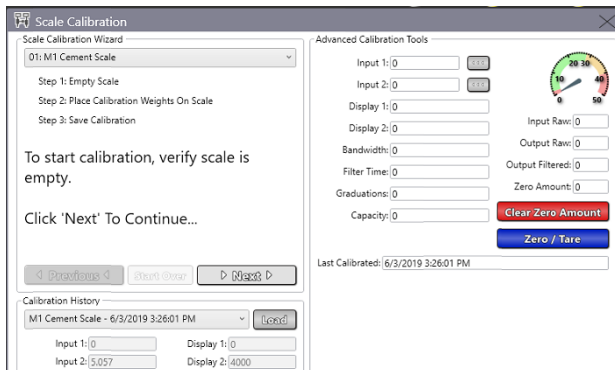 Scale Calibration
Scale Calibration Wizard
01: M1 Cement Scale
Step 1: Empty Scale
Step 2: Place Calibration Weights On Scale
Step 3: Save Calibration
To start calibration, verify scale is
empty.
Click 'Next' To Continue...
Previous
Start Over
Next
Calibration History
M1 Cement Scale - 6/3/2019 3:26:01 PM
Load
Input 1: 0
Display 1: 0
Input 2: 5.057
Display 2: 4000
Advanced Calibration Tools
Input 1: 0
Input 2: 0
Display 1: 0
Display 2: 0
Bandwidth: 0
Filter Time: 0
Graduations: 0
Capacity: 0
0 10 20 30 40 50
Input Raw: 0
Output Raw: 0
Output Filtered: 0
Zero Amount: 0
Clear Zero Amount
Zero / Tare
Last Calibrated: 6/3/2019 3:26:01 PM